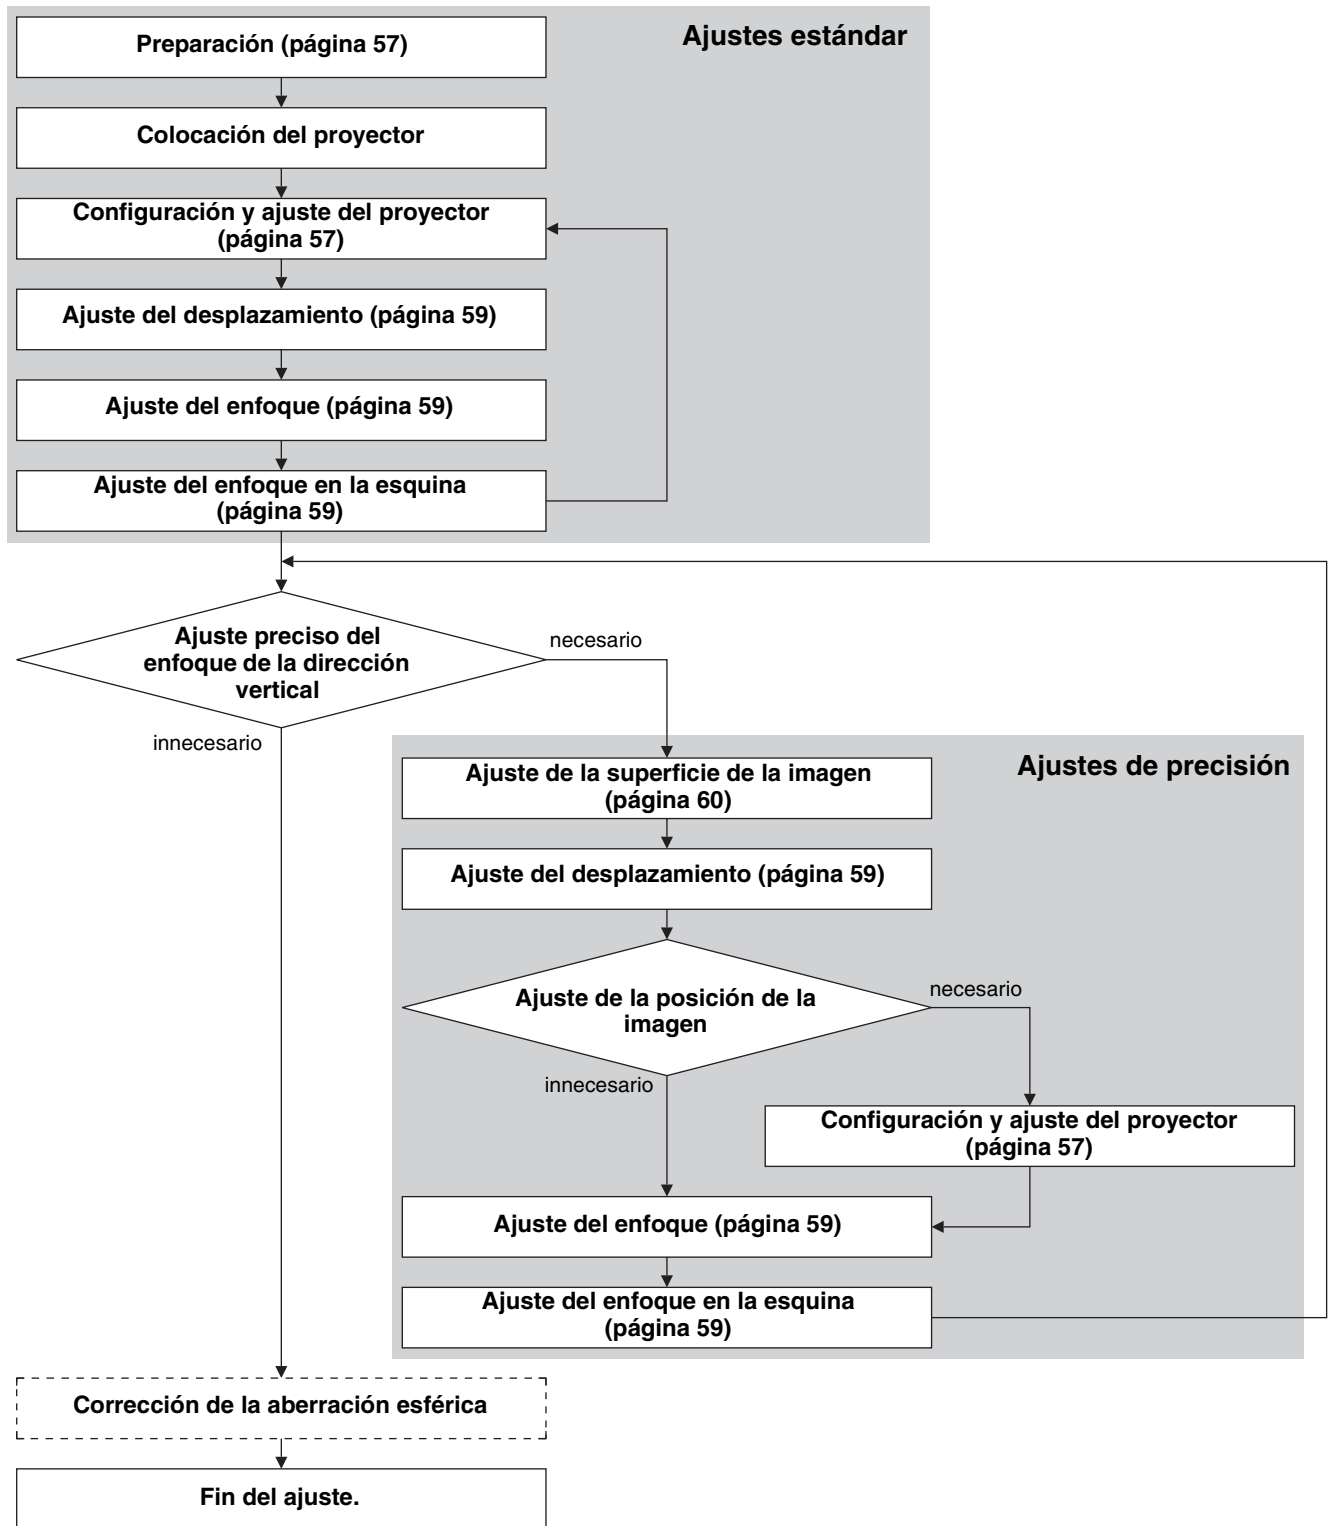 Ajustes estándar
Preparación (página 57)
Colocación del proyector
Configuración y ajuste del proyector
(página 57)
Ajuste del desplazamiento (página 59)
Ajuste del enfoque (página 59)
Ajuste del enfoque en la esquina
(página 59)
Ajuste preciso del
enfoque de la dirección
vertical
necesario
innecesario
Ajustes de precisión
Ajuste de la superficie de la imagen
(página 60)
Ajuste del desplazamiento (página 59)
Ajuste de la posición de la
imagen
necesario
innecesario
Configuración y ajuste del proyector
(página 57)
Ajuste del enfoque (página 59)
Ajuste del enfoque en la esquina
(página 59)
Corrección de la aberración esférica
Fin del ajuste.